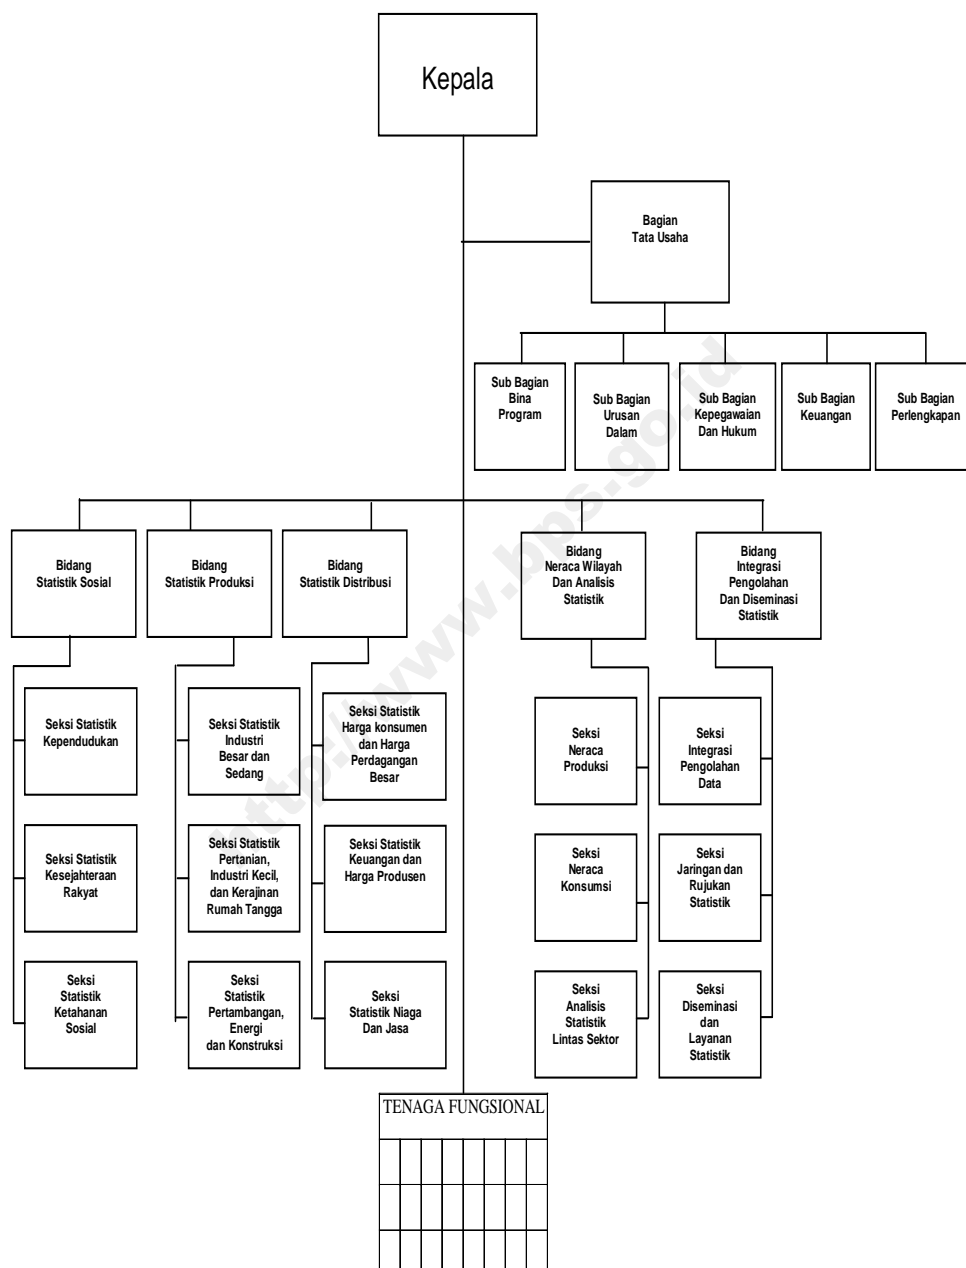 Kepala
Bagian
Tata Usaha
Sub Bagian
Bina
Program
Sub Bagian
Urusan
Dalam
Sub Bagian
Kepegawaian
Dan Hukum
Sub Bagian
Keuangan
Sub Bagian
Perlengkapan
Bidang
Statistik Sosial
Bidang
Statistik Produksi
Bidang
Statistik Distribusi
Bidang
Neraca Wilayah
Dan Analisis
Statistik
Bidang
Integrasi
Pengolahan
Dan Diseminasi
Statistik
Seksi Statistik
Kependudukan
Seksi Statistik
Industri
Besar dan
Sedang
Seksi Statistik
Harga konsumen
dan Harga
Perdagangan
Besar
Seksi
Neraca
Produksi
Seksi
Integrasi
Pengolahan
Data
Seksi Statistik
Kesejahteraan
Rakyat
Seksi Statistik
Pertanian,
Industri Kecil,
dan Kerajinan
Rumah Tangga
Seksi Statistik
Keuangan dan
Harga Produsen
Seksi
Neraca
Konsumsi
Seksi
Jaringan dan
Rujukan
Statistik
Seksi
Statistik
Ketahanan
Sosial
Seksi
Statistik
Pertambangan,
Energi
dan Konstruksi
Seksi
Statistik Niaga
Dan Jasa
Seksi
Analisis
Statistik
Lintas Sektor
Seksi
Diseminasi
dan
Layanan
Statistik
TENAGA FUNGSIONAL
http://www.bps.go.id